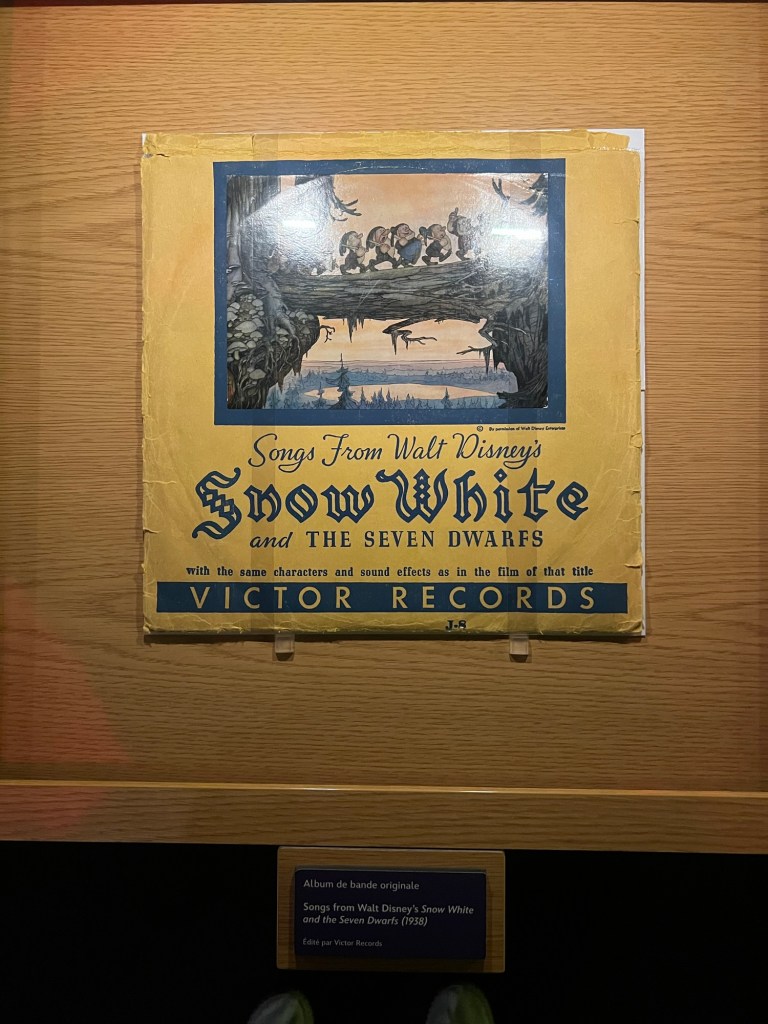 © By permission of Walt Disney Enterprises
Songs From Walt Disney's
Snow White
and THE SEVEN DWARFS
with the same characters and sound effects as in the film of that title
VICTOR RECORDS
J-8
Album de bande originale
Songs from Walt Disney's Snow White
and the Seven Dwarfs (1938)
Édité par Victor Records